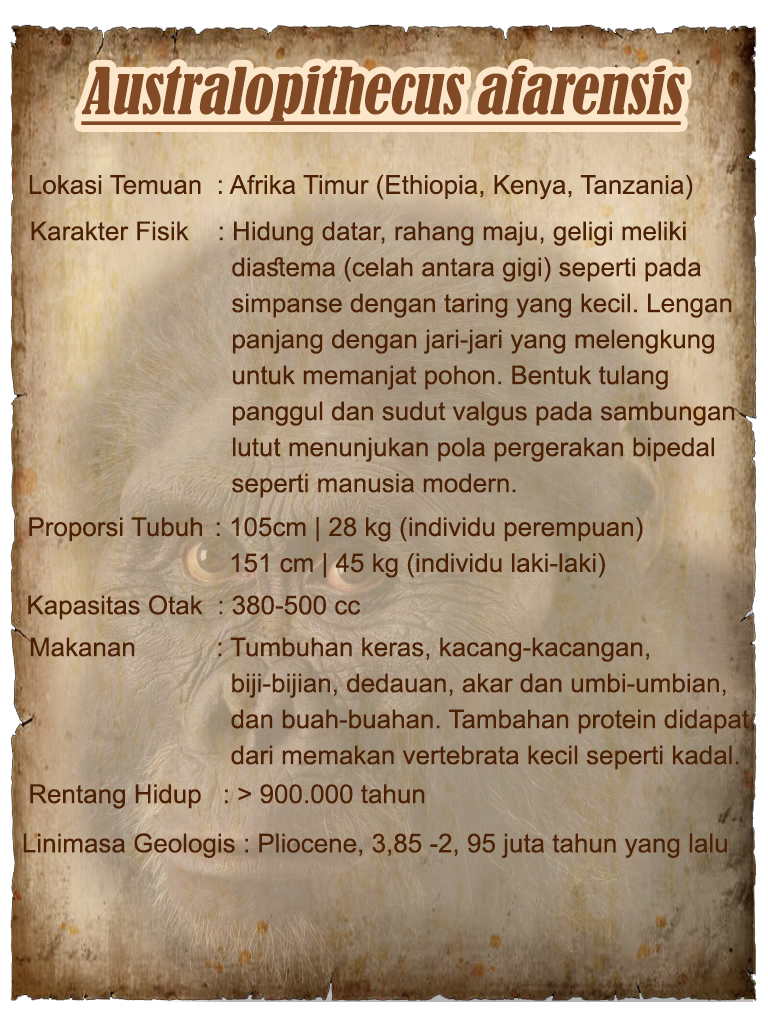 Australopithecus afarensis
Lokasi Temuan : Afrika Timur (Ethiopia, Kenya, Tanzania)
Karakter Fisik : Hidung datar, rahang maju, geligi meliki
diastema (celah antara gigi) seperti pada
simpanse dengan taring yang kecil. Lengan
panjang dengan jari-jari yang melengkung
untuk memanjat pohon. Bentuk tulang
panggul dan sudut valgus pada sambungan
lutut menunjukan pola pergerakan bipedal
seperti manusia modern.
Proporsi Tubuh : 105cm | 28 kg (individu perempuan)
151 cm | 45 kg (individu laki-laki)
Kapasitas Otak : 380-500 cc
Makanan : Tumbuhan keras, kacang-kacangan,
biji-bijian, dedauan, akar dan umbi-umbian,
dan buah-buahan. Tambahan protein didapat
dari memakan vertebrata kecil seperti kadal.
Rentang Hidup : > 900.000 tahun
Linimasa Geologis : Pliocene, 3,85 -2, 95 juta tahun yang lalu